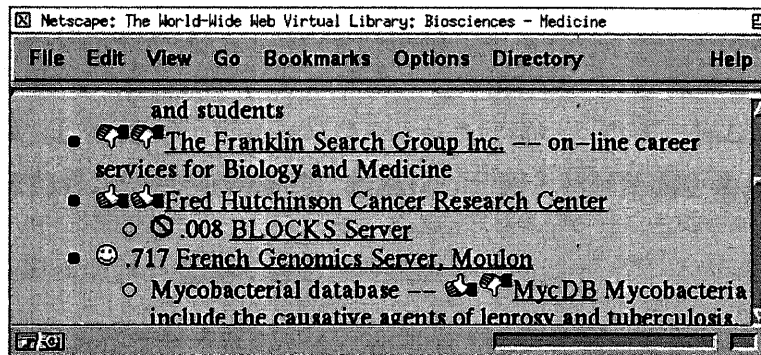 Netscape: The World-Wide Web Virtual Library: Biosciences - Medicine
File Edit View Go Bookmarks Options Directory Help
and students
The Franklin Search Group Inc. -- on-line career
services for Biology and Medicine
Fred Hutchinson Cancer Research Center
.008 BLOCKS Server
.717 French Genomics Server, Moulon
Mycobacterial database -- MycDB Mycobacteria
include the causative agents of leprosy and tuberculosis